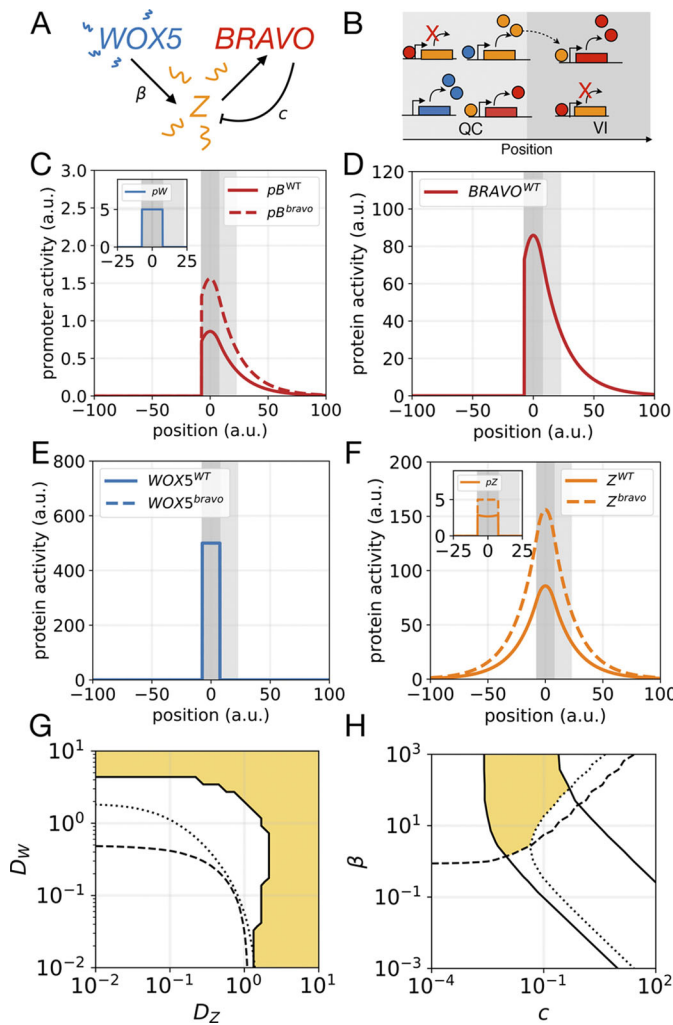 A
WOX5 BRAVO
β Z c
B
X
X
QC VI
Position
C
promoter activity (a.u.)
3.0
2.5
2.0
1.5
1.0
0.5
0.0
pW
5
0
−25 0 25
pB^WT
pB^bravo
−100 −50 0 50 100
position (a.u.)
D
protein activity (a.u.)
120
100
80
60
40
20
0
BRAVO^WT
−100 −50 0 50 100
position (a.u.)
E
protein activity (a.u.)
800
600
400
200
0
WOX5^WT
WOX5^bravo
−100 −50 0 50 100
position (a.u.)
F
protein activity (a.u.)
200
150
100
50
0
pZ
5
0
−25 0 25
Z^WT
Z^bravo
−100 −50 0 50 100
position (a.u.)
G
D_W
10^1
10^0
10^−1
10^−2
10^−2 10^−1 10^0 10^1
D_Z
H
β
10^3
10^1
10^−1
10^−3
10^−4 10^−1 10^2
c